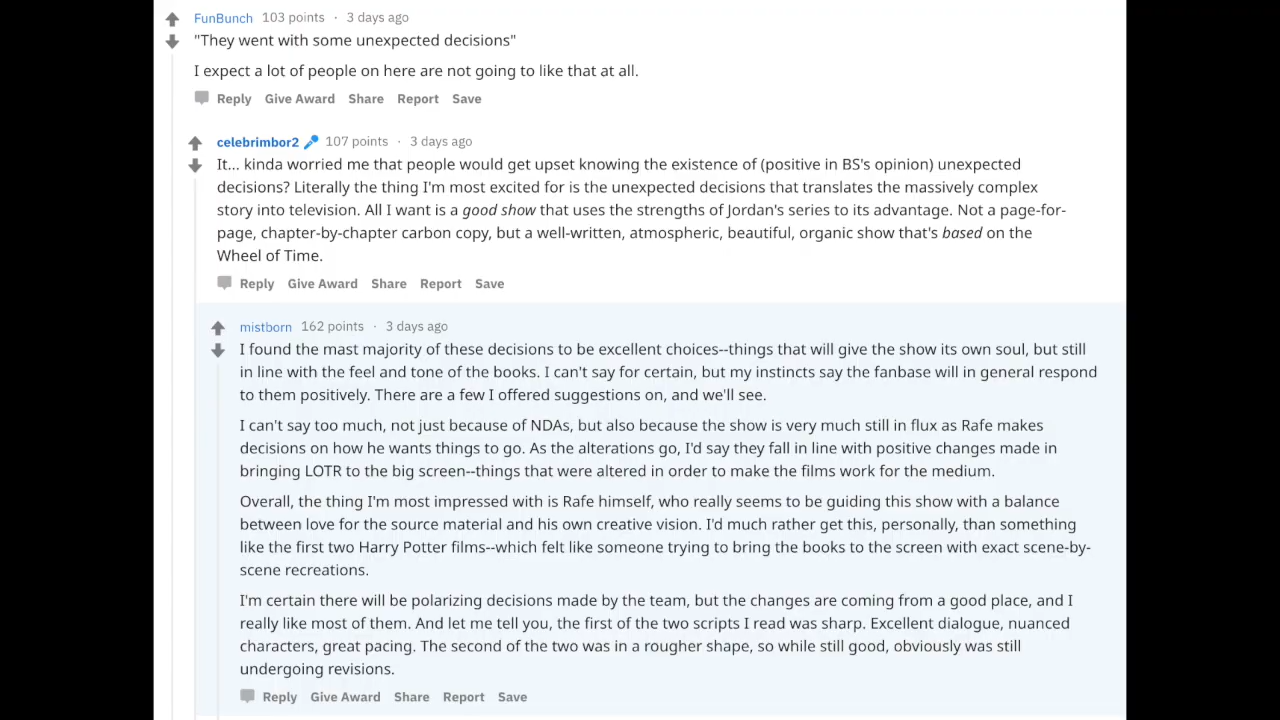 FunBunch 103 points · 3 days ago
"They went with some unexpected decisions"
I expect a lot of people on here are not going to like that at all.
Reply Give Award Share Report Save
celebrimbor2 107 points · 3 days ago
It... kinda worried me that people would get upset knowing the existence of (positive in BS's opinion) unexpected
decisions? Literally the thing I'm most excited for is the unexpected decisions that translates the massively complex
story into television. All I want is a good show that uses the strengths of Jordan's series to its advantage. Not a page-for-
page, chapter-by-chapter carbon copy, but a well-written, atmospheric, beautiful, organic show that's based on the
Wheel of Time.
Reply Give Award Share Report Save
mistborn 162 points · 3 days ago
I found the mast majority of these decisions to be excellent choices--things that will give the show its own soul, but still
in line with the feel and tone of the books. I can't say for certain, but my instincts say the fanbase will in general respond
to them positively. There are a few I offered suggestions on, and we'll see.
I can't say too much, not just because of NDAs, but also because the show is very much still in flux as Rafe makes
decisions on how he wants things to go. As the alterations go, I'd say they fall in line with positive changes made in
bringing LOTR to the big screen--things that were altered in order to make the films work for the medium.
Overall, the thing I'm most impressed with is Rafe himself, who really seems to be guiding this show with a balance
between love for the source material and his own creative vision. I'd much rather get this, personally, than something
like the first two Harry Potter films--which felt like someone trying to bring the books to the screen with exact scene-by-
scene recreations.
I'm certain there will be polarizing decisions made by the team, but the changes are coming from a good place, and I
really like most of them. And let me tell you, the first of the two scripts I read was sharp. Excellent dialogue, nuanced
characters, great pacing. The second of the two was in a rougher shape, so while still good, obviously was still
undergoing revisions.
Reply Give Award Share Report Save